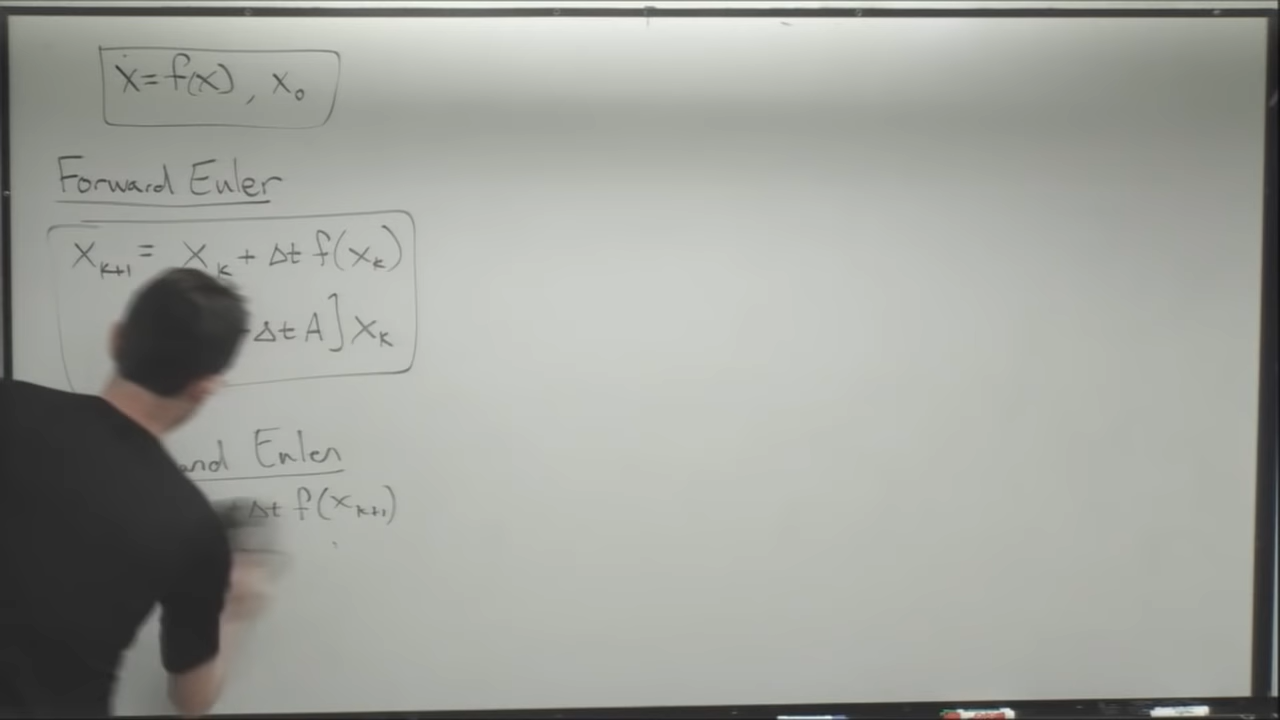 ẋ = f(x), x₀
Forward Euler
x_{k+1} = x_k + Δt f(x_k)
Δt A] x_k
Euler
Δt f(x_{k+1})